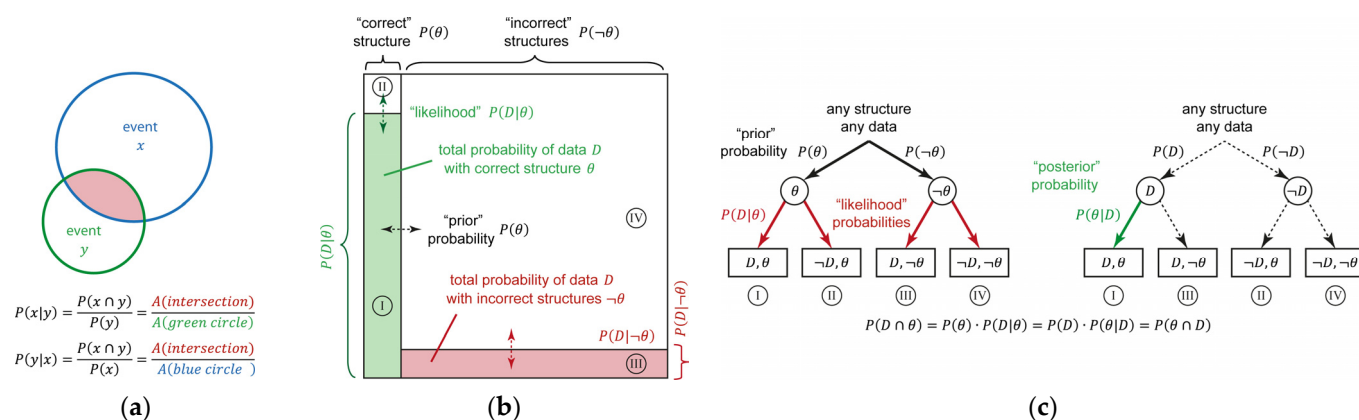 event
x
event
y
P(x|y) = P(x ∩ y) / P(y) = A(intersection) / A(green circle)
P(y|x) = P(x ∩ y) / P(x) = A(intersection) / A(blue circle )
(a)
“correct”
structure P(θ)
“incorrect”
structures P(¬θ)
II
“likelihood” P(D|θ)
total probability of data D
with correct structure θ
P(D|θ)
“prior”
probability P(θ)
IV
total probability of data D
with incorrect structures ¬θ
I
P(D|¬θ)
III
P(D|¬θ)
(b)
any structure
any data
“prior”
probability
P(θ)
P(¬θ)
θ
¬θ
P(D|θ)
“likelihood”
probabilities
D, θ
¬D, θ
D, ¬θ
¬D, ¬θ
I
II
III
IV
any structure
any data
P(D)
P(¬D)
“posterior”
probability
D
¬D
P(θ|D)
D, θ
D, ¬θ
¬D, θ
¬D, ¬θ
I
III
II
IV
P(D ∩ θ) = P(θ) · P(D|θ) = P(D) · P(θ|D) = P(θ ∩ D)
(c)